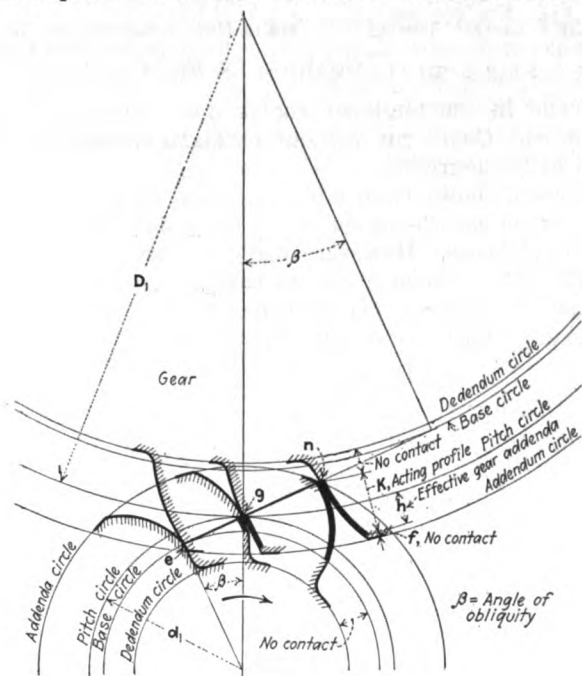 β
D₁
Gear
Dedendum circle
Base circle
Pitch circle
No contact
K, Acting profile
Effective gear addenda
h
Addendum circle
f, No contact
n
g
e
β
Addenda circle
Pitch circle
Base circle
Dedendum circle
d₁
No contact
β = Angle of
obliquity